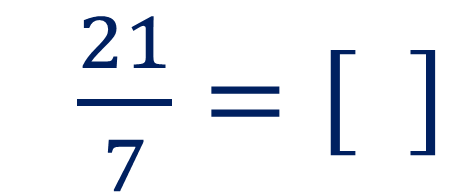 21/7 = [ ]